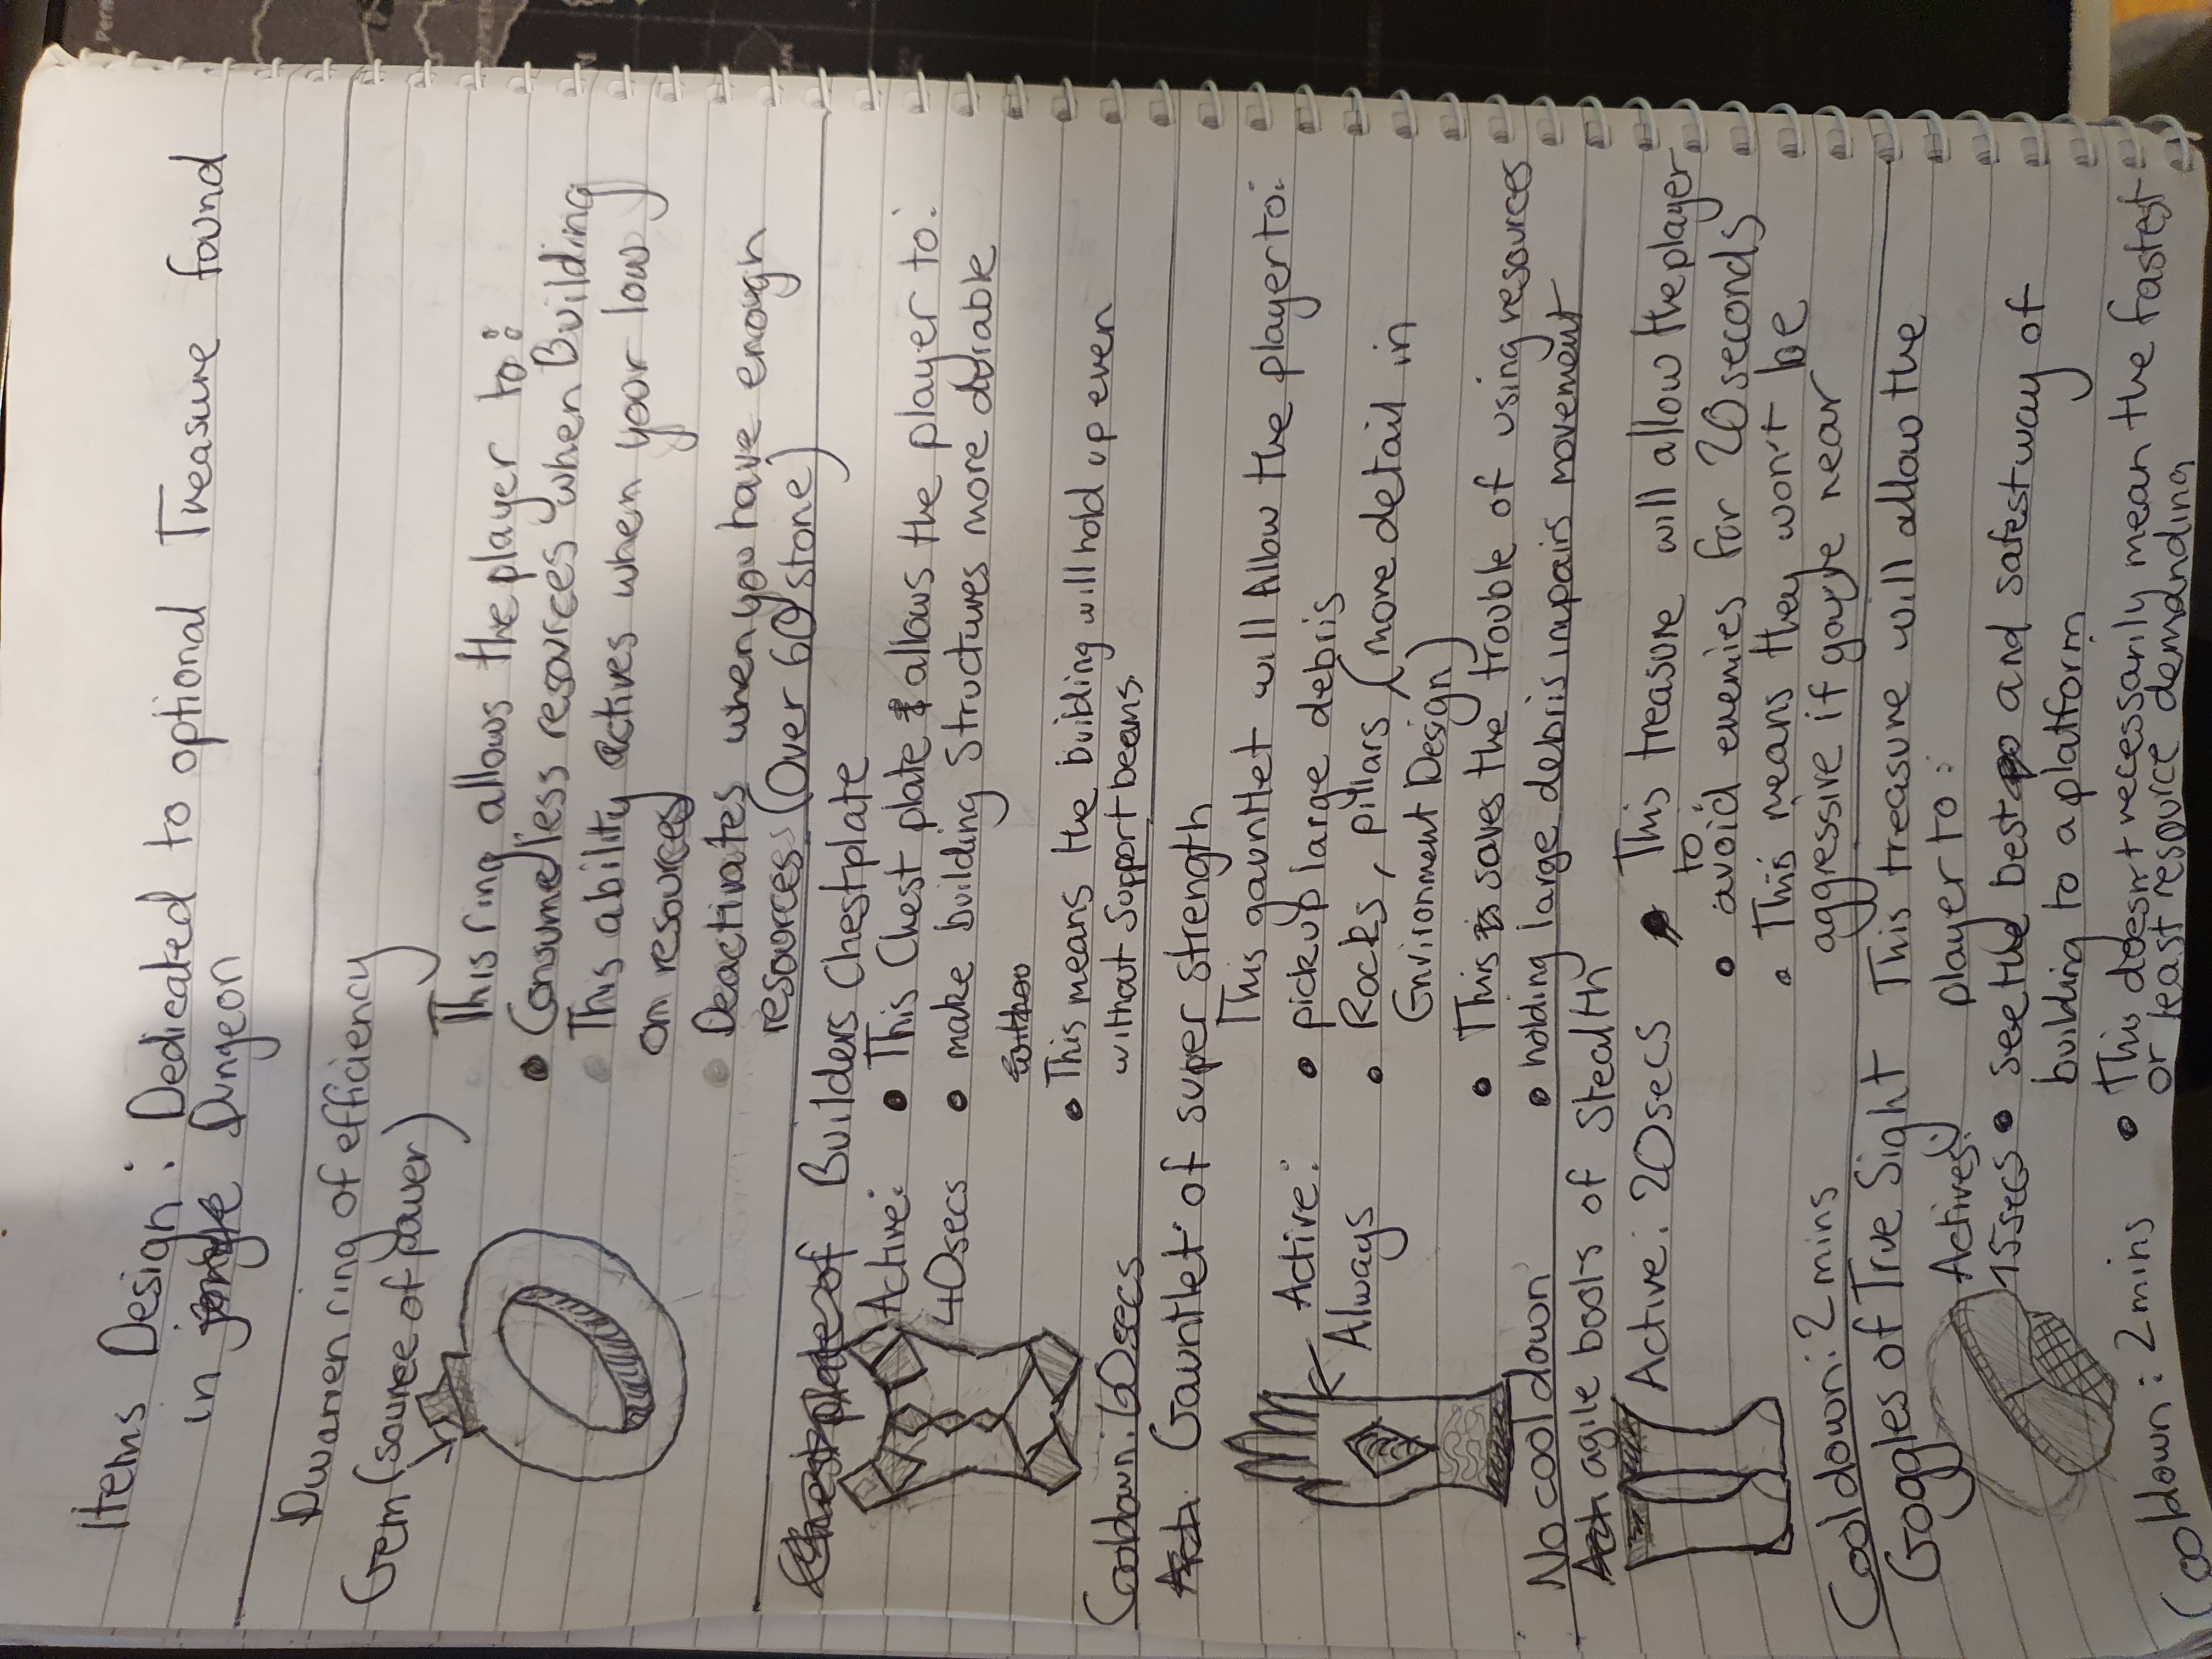 Items Design: Dedicated to optional Treasure found
in jongle Dungeon
Dwarven ring of efficiency
Gem (source of power)
This ring allows the player to:
Consume less resources when Building
This ability actives when your low
on resources
Deactivates when you have enough
resources (Over 60 stone)
Chestplate of Builders Chestplate
Active: • This Chest plate allows the player to:
40secs • make building Structures more durable
withou
• This means the building will hold up even
without Support beams.
Cooldown: 60secs
Act Gauntlet of super strength
This gauntlet will Allow the player to:
Active: • pickup large debris
Always • Rocks, pillars (more detail in
Environment Design)
• This is saves the trouble of using resources
No cooldown • holding large debris impairs movement
Act agile boots of Stealth
Active: 20secs • This treasure will allow the player
to:
• avoid enemies for 20 seconds
• This means they won't be
aggressive if you're near
Cooldown: 2 mins
Goggles of True Sight This treasure will allow the
player to:
Actives:
15secs • see the best and safest way of
building to a platform
• This doesn't necessarily mean the fastest
or least resource demanding
Cooldown: 2 mins